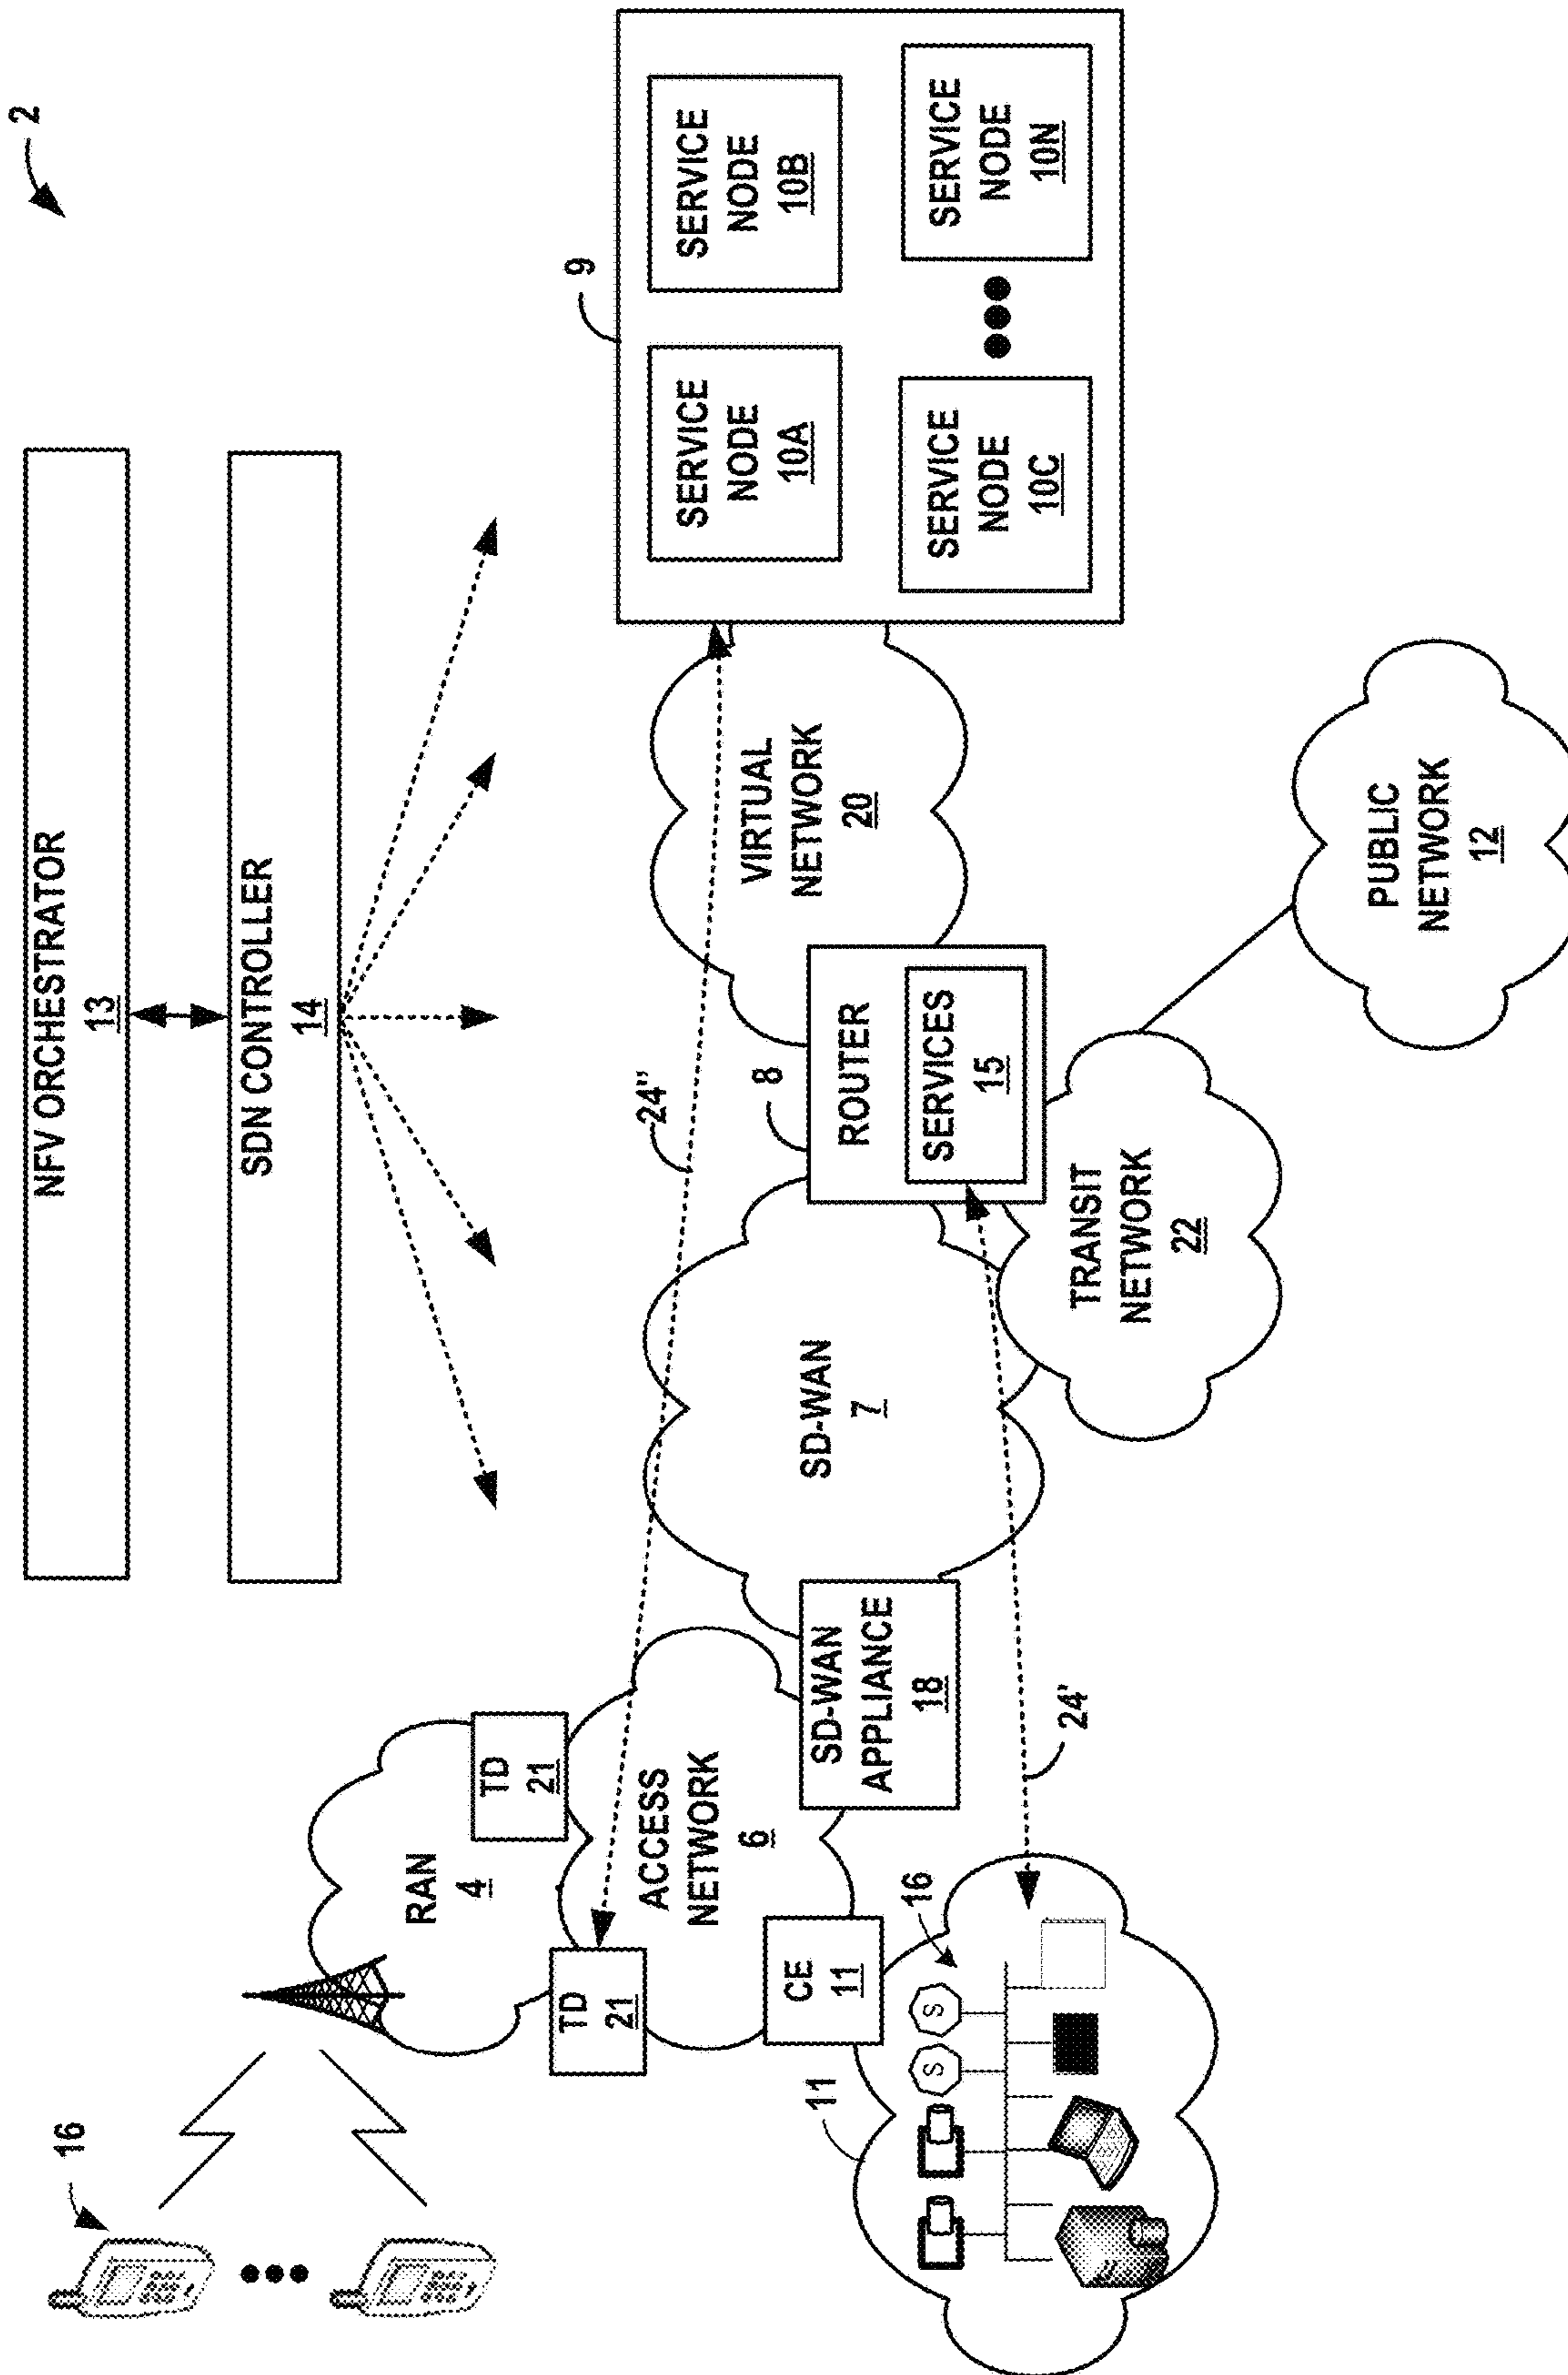 2
NFV ORCHESTRATOR
13
SDN CONTROLLER
14
16
RAN
4
TD
21
TD
21
ACCESS
NETWORK
6
CE
11
11
16
S
S
SD-WAN
APPLIANCE
18
24'
24"
SD-WAN
7
8
ROUTER
SERVICES
15
VIRTUAL
NETWORK
20
TRANSIT
NETWORK
22
PUBLIC
NETWORK
12
9
SERVICE
NODE
10A
SERVICE
NODE
10B
SERVICE
NODE
10C
SERVICE
NODE
10N